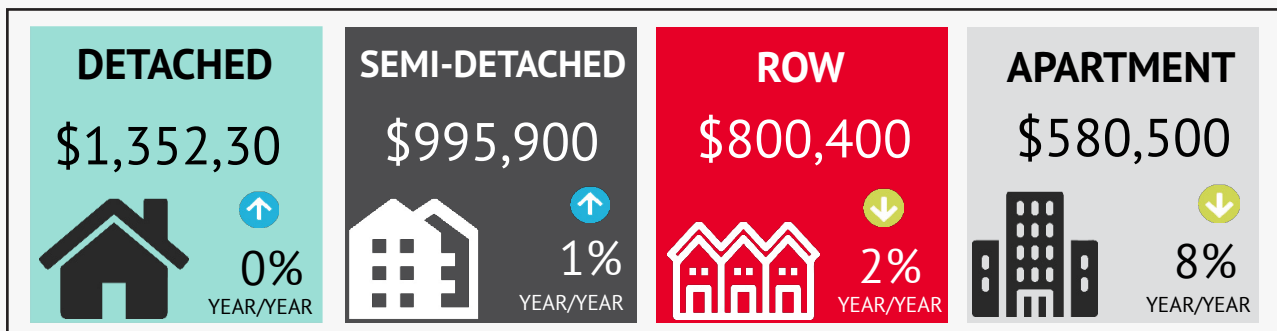 DETACHED
$1,352,30
0%
YEAR/YEAR
SEMI-DETACHED
$995,900
1%
YEAR/YEAR
ROW
$800,400
2%
YEAR/YEAR
APARTMENT
$580,500
8%
YEAR/YEAR